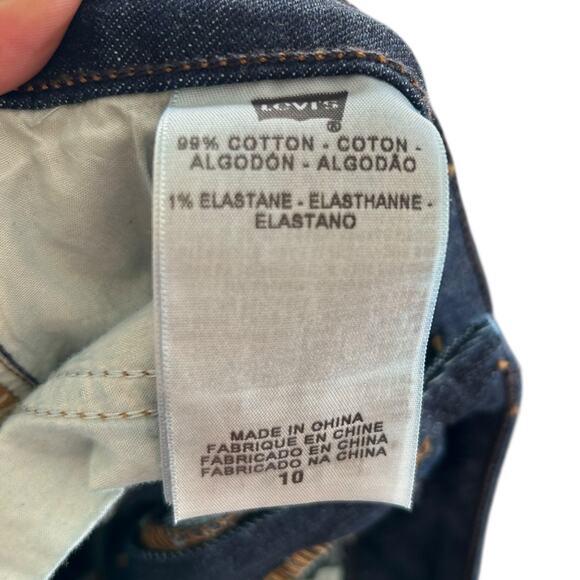 Levi's
®
99% COTTON - COTON -
ALGODÓN - ALGODÃO
1% ELASTANE - ELASTHANNE -
ELASTANO
MADE IN CHINA
FABRIQUE EN CHINE
FABRICADO EN CHINA
FABRICADO NA CHINA
10